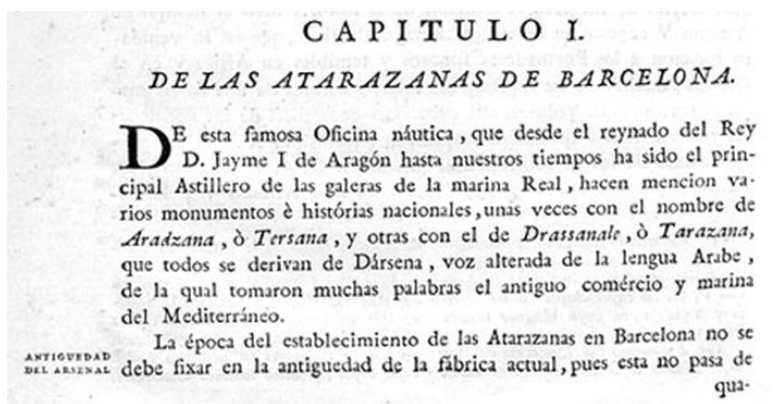 CAPITULO I.
DE LAS ATARAZANAS DE BARCELONA.
DE esta famosa Oficina náutica, que desde el reynado del Rey
D. Jayme I de Aragón hasta nuestros tiempos ha sido el prin-
cipal Astillero de las galeras de la marina Real, hacen mencion va-
rios monumentos è histórias nacionales, unas veces con el nombre de
Aradzana, ò Tersana, y otras con el de Drassanale, ò Tarazana,
que todos se derivan de Dársena, voz alterada de la lengua Arabe,
de la qual tomaron muchas palabras el antiguo comércio y marina
del Mediterráneo.
La época del establecimiento de las Atarazanas en Barcelona no se
ANTIGUEDAD
DEL ARSENAL
debe fixar en la antiguedad de la fábrica actual, pues esta no pasa de
qua-